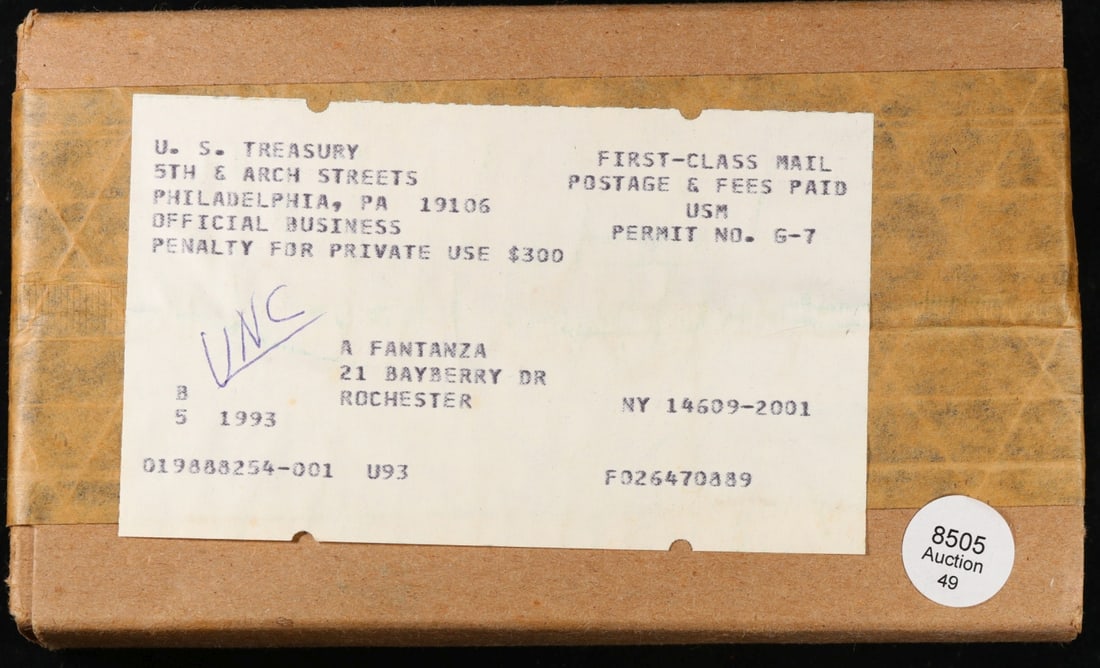 U. S. TREASURY
5TH & ARCH STREETS
PHILADELPHIA, PA 19106
OFFICIAL BUSINESS
PENALTY FOR PRIVATE USE $300
FIRST-CLASS MAIL
POSTAGE & FEES PAID
USM
PERMIT NO. G-7
UNC
A FANTANZA
21 BAYBERRY DR
ROCHESTER NY 14609-2001
B
5 1993
019888254-001 U93 F026470889
8505
Auction
49